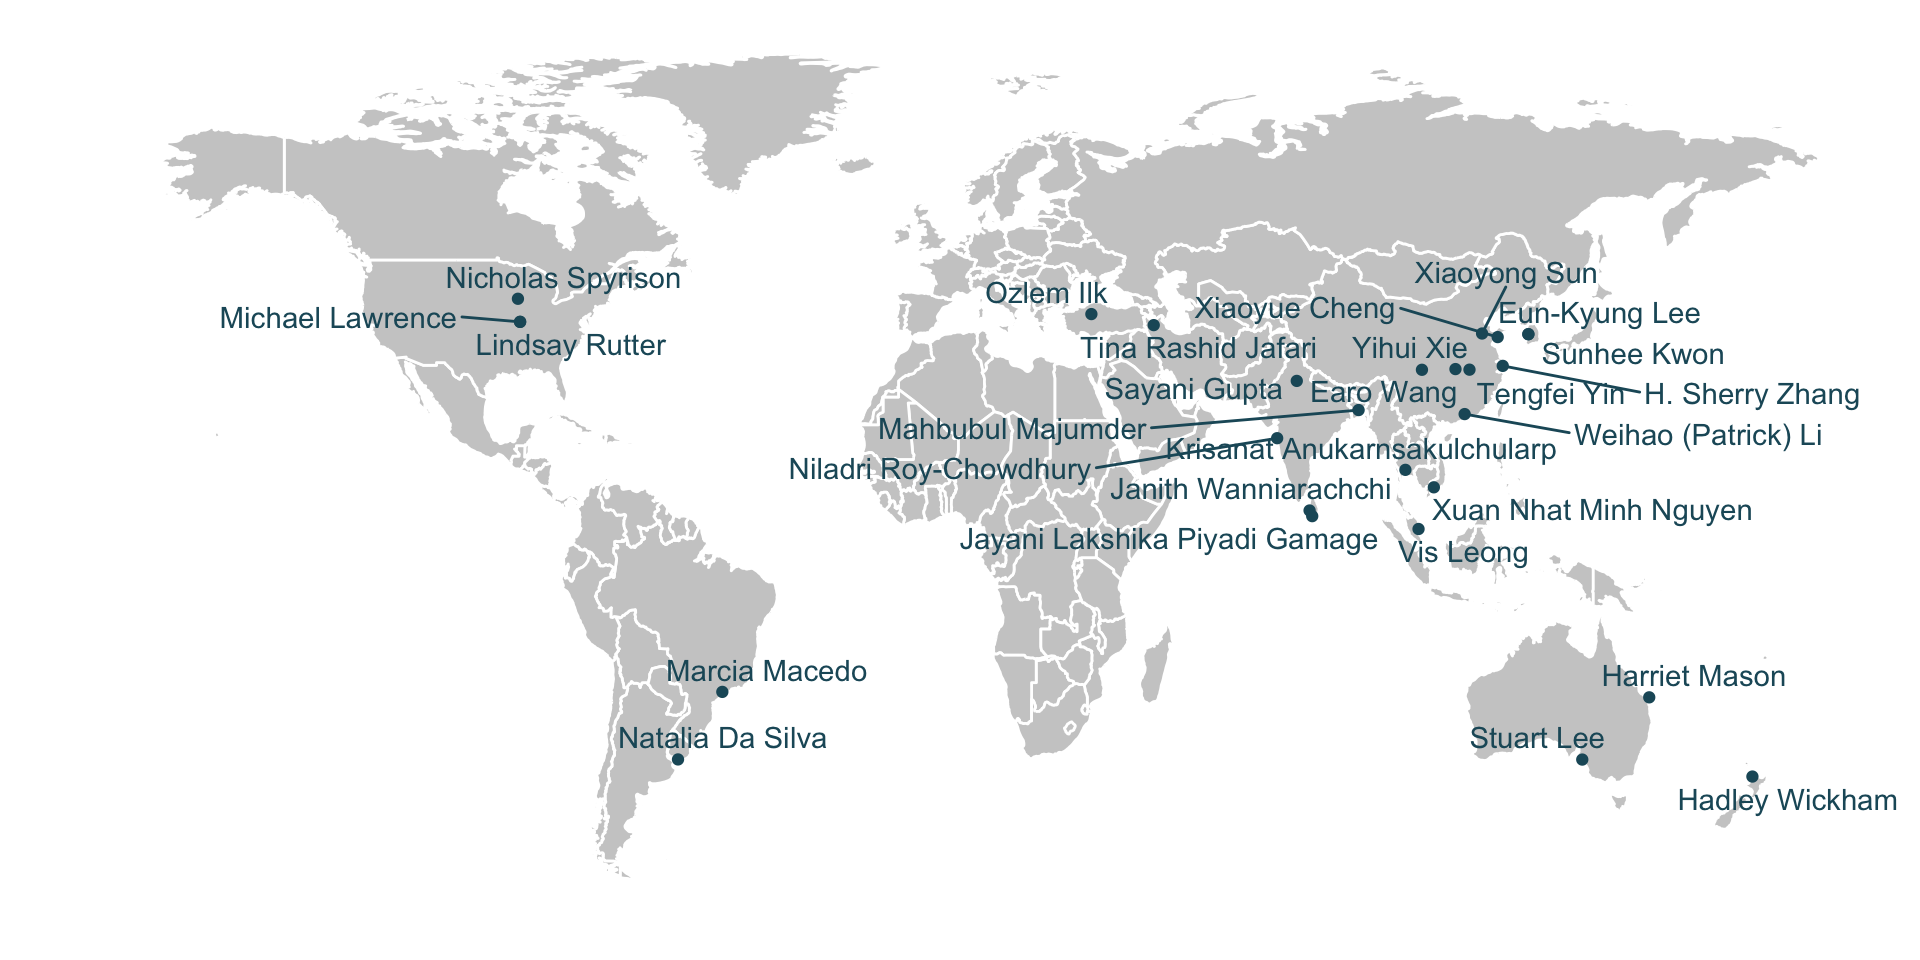 Xiaoyong Sun
Nicholas Spyrison
Ozlem Ilk
Xiaoyue Cheng
Eun-Kyung Lee
Michael Lawrence
Lindsay Rutter
Tina Rashid Jafari
Yihui Xie
Sunhee Kwon
Sayani Gupta
Earo Wang
Tengfei Yin
H. Sherry Zhang
Mahbubul Majumder
Weihao (Patrick) Li
Krisanat Anukarnsakulchularp
Niladri Roy-Chowdhury
Janith Wanniarachchi
Xuan Nhat Minh Nguyen
Jayani Lakshika Piyadi Gamage
Vis Leong
Marcia Macedo
Harriet Mason
Natalia Da Silva
Stuart Lee
Hadley Wickham